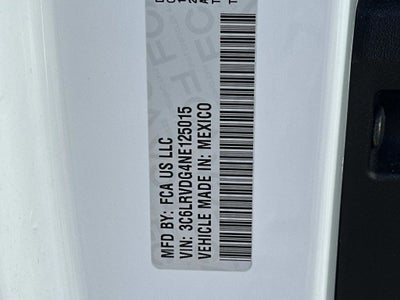 MFD BY: FCA US LLC
VIN: 3C6LRVDG4NE125015
VEHICLE MADE IN: MEXICO